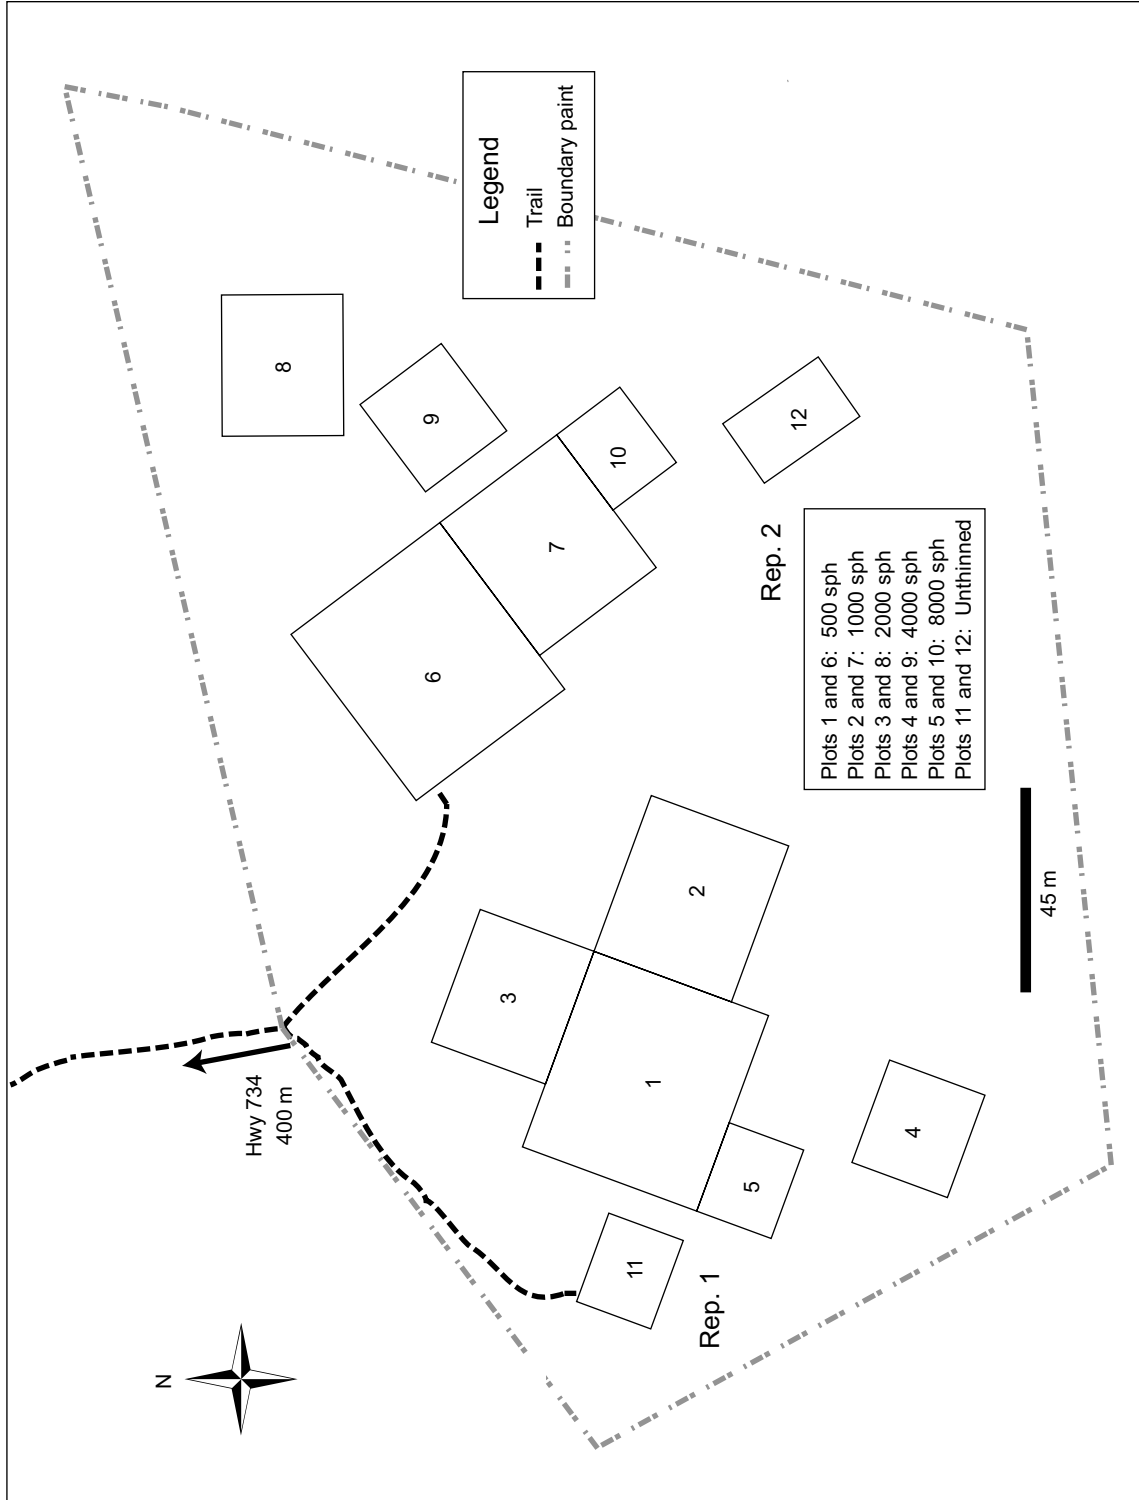 N
Hwy 734
400 m
8
9
6
7
10
12
3
2
1
4
5
11
Rep. 1
Rep. 2
Legend
Trail
Boundary paint
Plots 1 and 6: 500 sph
Plots 2 and 7: 1000 sph
Plots 3 and 8: 2000 sph
Plots 4 and 9: 4000 sph
Plots 5 and 10: 8000 sph
Plots 11 and 12: Unthinned
45 m